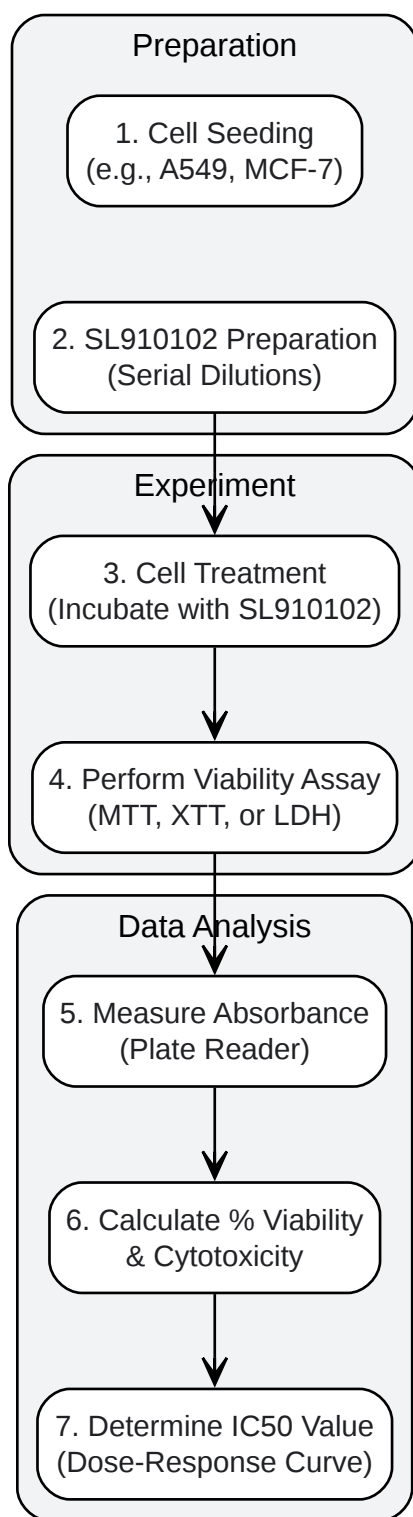 Preparation
1. Cell Seeding
(e.g., A549, MCF-7)
2. SL910102 Preparation
(Serial Dilutions)
Experiment
3. Cell Treatment
(Incubate with SL910102)
4. Perform Viability Assay
(MTT, XTT, or LDH)
Data Analysis
5. Measure Absorbance
(Plate Reader)
6. Calculate % Viability
& Cytotoxicity
7. Determine IC50 Value
(Dose-Response Curve)